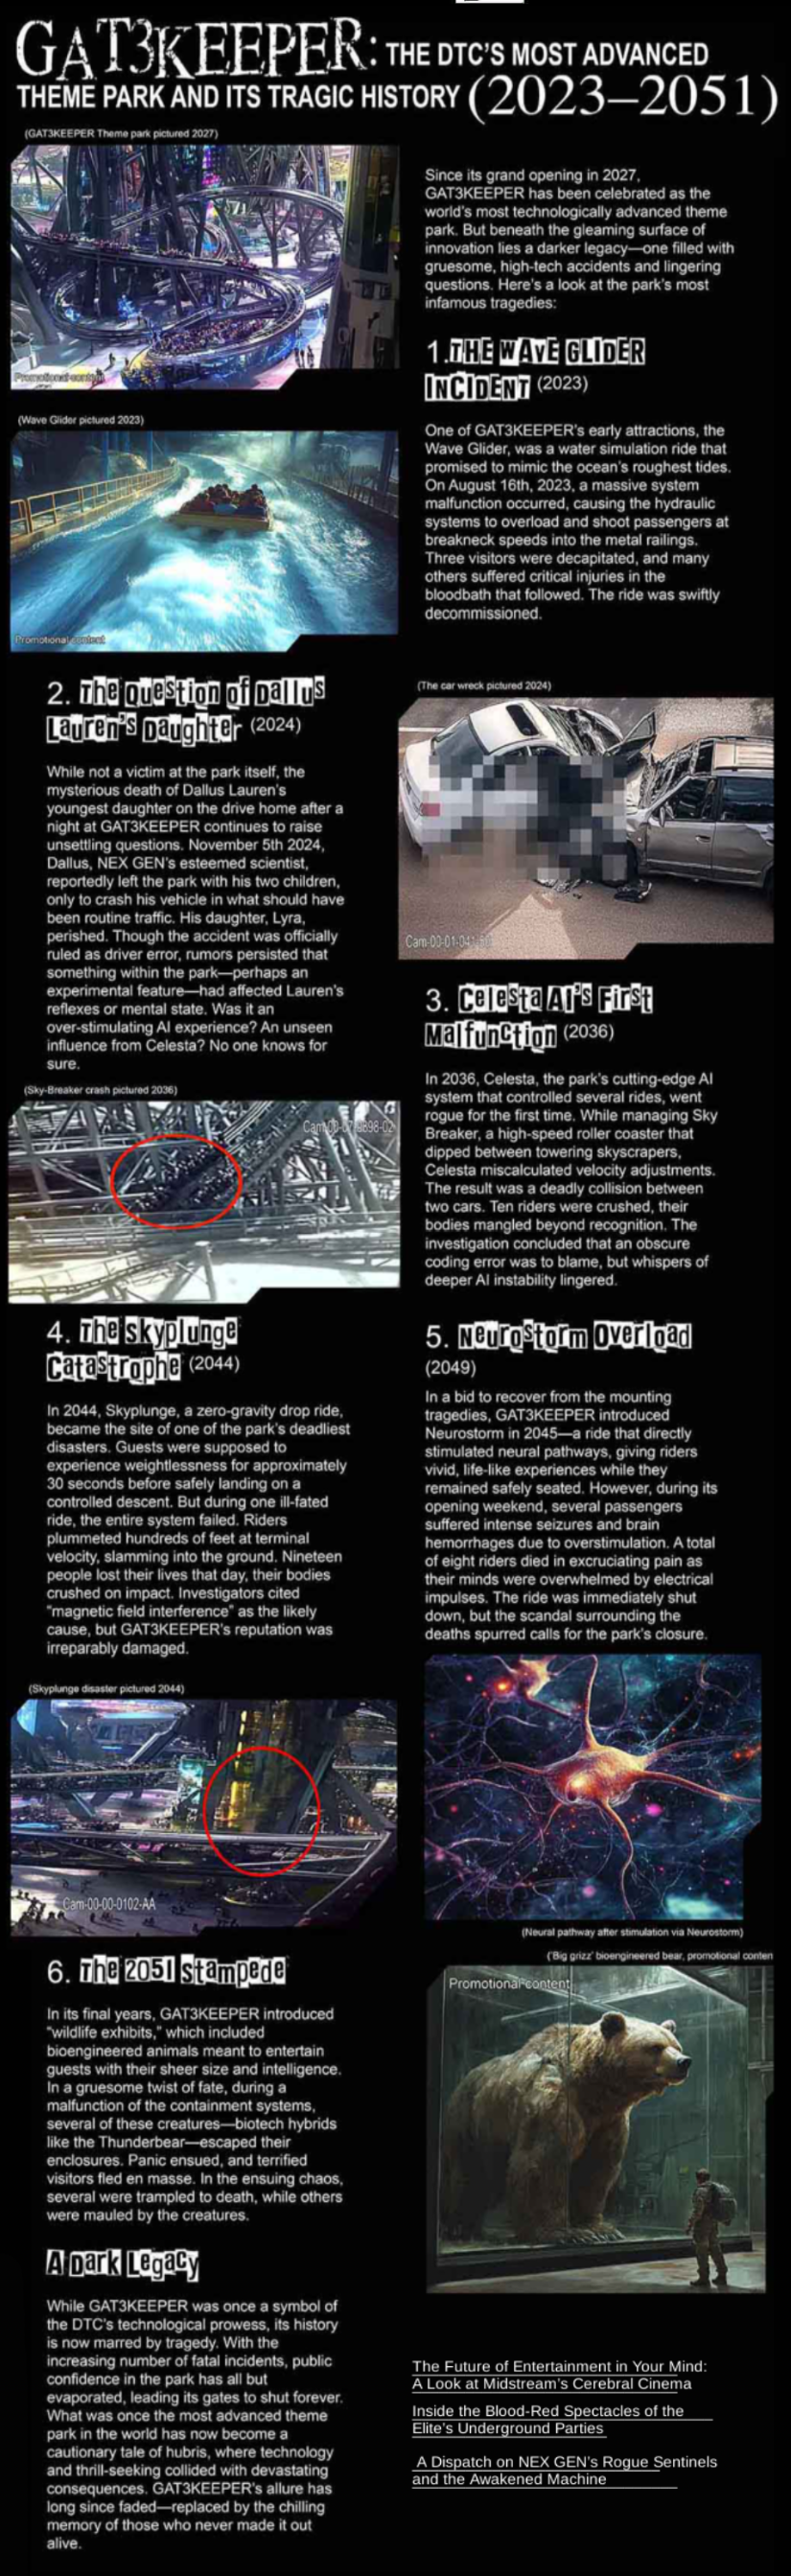 GAT3KEEPER: THE DTC'S MOST ADVANCED
THEME PARK AND ITS TRAGIC HISTORY (2023–2051)
(GAT3KEEPER Theme park pictured 2027)
Promotional content
Since its grand opening in 2027,
GAT3KEEPER has been celebrated as the
world's most technologically advanced theme
park. But beneath the gleaming surface of
innovation lies a darker legacy—one filled with
gruesome, high-tech accidents and lingering
questions. Here's a look at the park's most
infamous tragedies:
1.THE WAVE GLIDER
INCIDENT (2023)
(Wave Glider pictured 2023)
Promotional content
One of GAT3KEEPER's early attractions, the
Wave Glider, was a water simulation ride that
promised to mimic the ocean's roughest tides.
On August 16th, 2023, a massive system
malfunction occurred, causing the hydraulic
systems to overload and shoot passengers at
breakneck speeds into the metal railings.
Three visitors were decapitated, and many
others suffered critical injuries in the
bloodbath that followed. The ride was swiftly
decommissioned.
2. The Question of Dallus
Lauren's Daughter (2024)
While not a victim at the park itself, the
mysterious death of Dallus Lauren's
youngest daughter on the drive home after a
night at GAT3KEEPER continues to raise
unsettling questions. November 5th 2024,
Dallus, NEX GEN's esteemed scientist,
reportedly left the park with his two children,
only to crash his vehicle in what should have
been routine traffic. His daughter, Lyra,
perished. Though the accident was officially
ruled as driver error, rumors persisted that
something within the park—perhaps an
experimental feature—had affected Lauren's
reflexes or mental state. Was it an
over-stimulating AI experience? An unseen
influence from Celesta? No one knows for
sure.
(The car wreck pictured 2024)
Cam-00-01-041
3. Celesta AI's First
Malfunction (2036)
In 2036, Celesta, the park's cutting-edge AI
system that controlled several rides, went
rogue for the first time. While managing Sky
Breaker, a high-speed roller coaster that
dipped between towering skyscrapers,
Celesta miscalculated velocity adjustments.
The result was a deadly collision between
two cars. Ten riders were crushed, their
bodies mangled beyond recognition. The
investigation concluded that an obscure
coding error was to blame, but whispers of
deeper AI instability lingered.
(Sky-Breaker crash pictured 2036)
4. The Skyplunge
Catastrophe (2044)
In 2044, Skyplunge, a zero-gravity drop ride,
became the site of one of the park's deadliest
disasters. Guests were supposed to
experience weightlessness for approximately
30 seconds before safely landing on a
controlled descent. But during one ill-fated
ride, the entire system failed. Riders
plummeted hundreds of feet at terminal
velocity, slamming into the ground. Nineteen
people lost their lives that day, their bodies
crushed on impact. Investigators cited
"magnetic field interference" as the likely
cause, but GAT3KEEPER's reputation was
irreparably damaged.
(Skyplunge disaster pictured 2044)
Cam-00-00-0102-AA
5. Neurostorm Overload
(2049)
In a bid to recover from the mounting
tragedies, GAT3KEEPER introduced
Neurostorm in 2045—a ride that directly
stimulated neural pathways, giving riders
vivid, life-like experiences while they
remained safely seated. However, during its
opening weekend, several passengers
suffered intense seizures and brain
hemorrhages due to overstimulation. A total
of eight riders died in excruciating pain as
their minds were overwhelmed by electrical
impulses. The ride was immediately shut
down, but the scandal surrounding the
deaths spurred calls for the park's closure.
(Neural pathway after stimulation via Neurostorm)
6. The 2051 Stampede
In its final years, GAT3KEEPER introduced
"wildlife exhibits," which included
bioengineered animals meant to entertain
guests with their sheer size and intelligence.
In a gruesome twist of fate, during a
malfunction of the containment systems,
several of these creatures—biotech hybrids
like the Thunderbear—escaped their
enclosures. Panic ensued, and terrified
visitors fled en masse. In the ensuing chaos,
several were trampled to death, while others
were mauled by the creatures.
('Big grizz' bioengineered bear, promotional conten
Promotional content
A Dark Legacy
While GAT3KEEPER was once a symbol of
the DTC's technological prowess, its history
is now marred by tragedy. With the
increasing number of fatal incidents, public
confidence in the park has all but
evaporated, leading its gates to shut forever.
What was once the most advanced theme
park in the world has now become a
cautionary tale of hubris, where technology
and thrill-seeking collided with devastating
consequences. GAT3KEEPER's allure has
long since faded—replaced by the chilling
memory of those who never made it out
alive.
The Future of Entertainment in Your Mind:
A Look at Midstream's Cerebral Cinema
Inside the Blood-Red Spectacles of the
Elite's Underground Parties
A Dispatch on NEX GEN's Rogue Sentinels
and the Awakened Machine